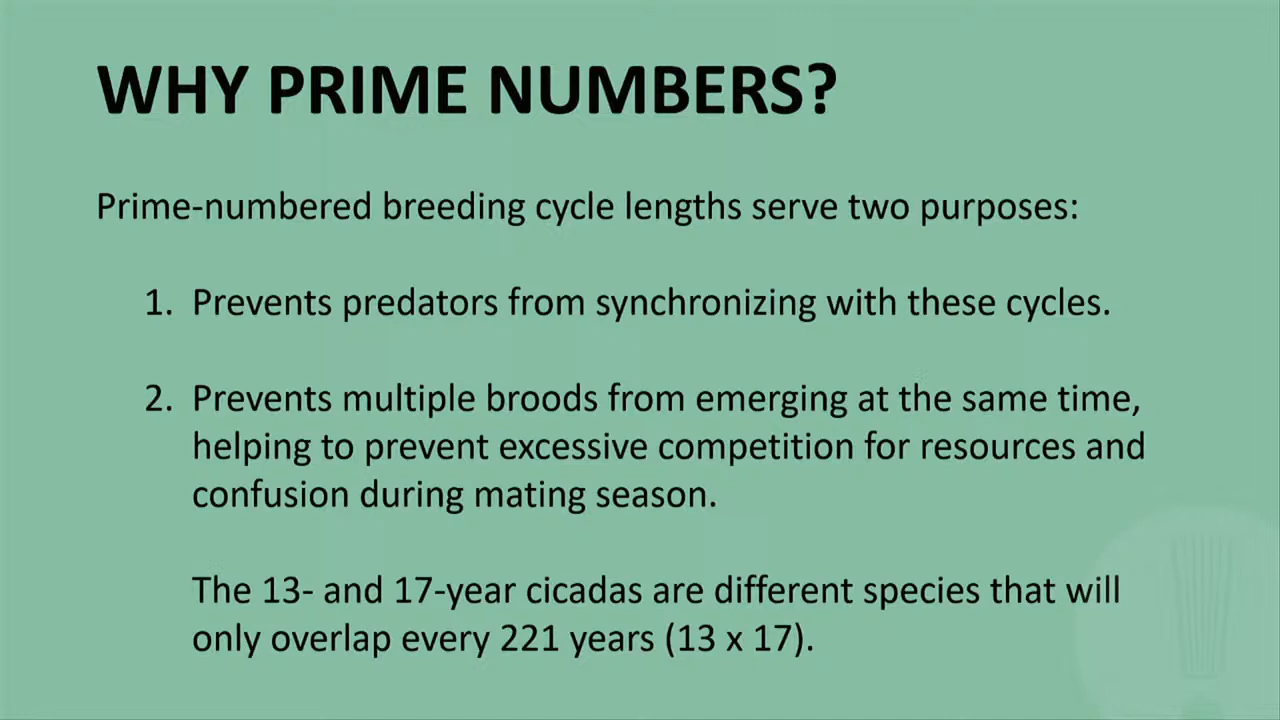 WHY PRIME NUMBERS?
Prime-numbered breeding cycle lengths serve two purposes:
1. Prevents predators from synchronizing with these cycles.
2. Prevents multiple broods from emerging at the same time,
helping to prevent excessive competition for resources and
confusion during mating season.
The 13- and 17-year cicadas are different species that will
only overlap every 221 years (13 x 17).